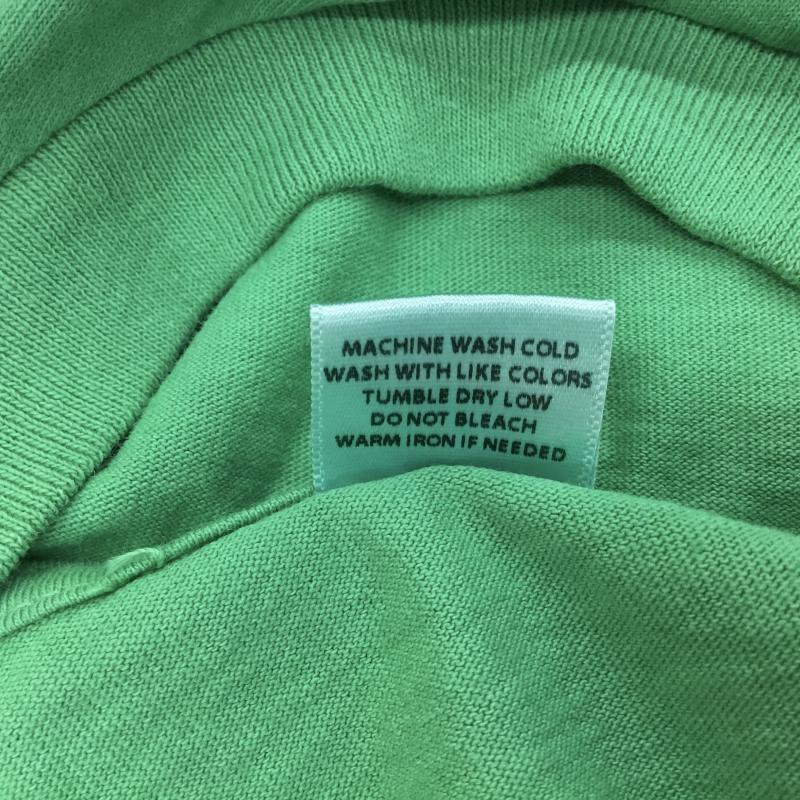 MACHINE WASH COLD
WASH WITH LIKE COLORS
TUMBLE DRY LOW
DO NOT BLEACH
WARM IRON IF NEEDED